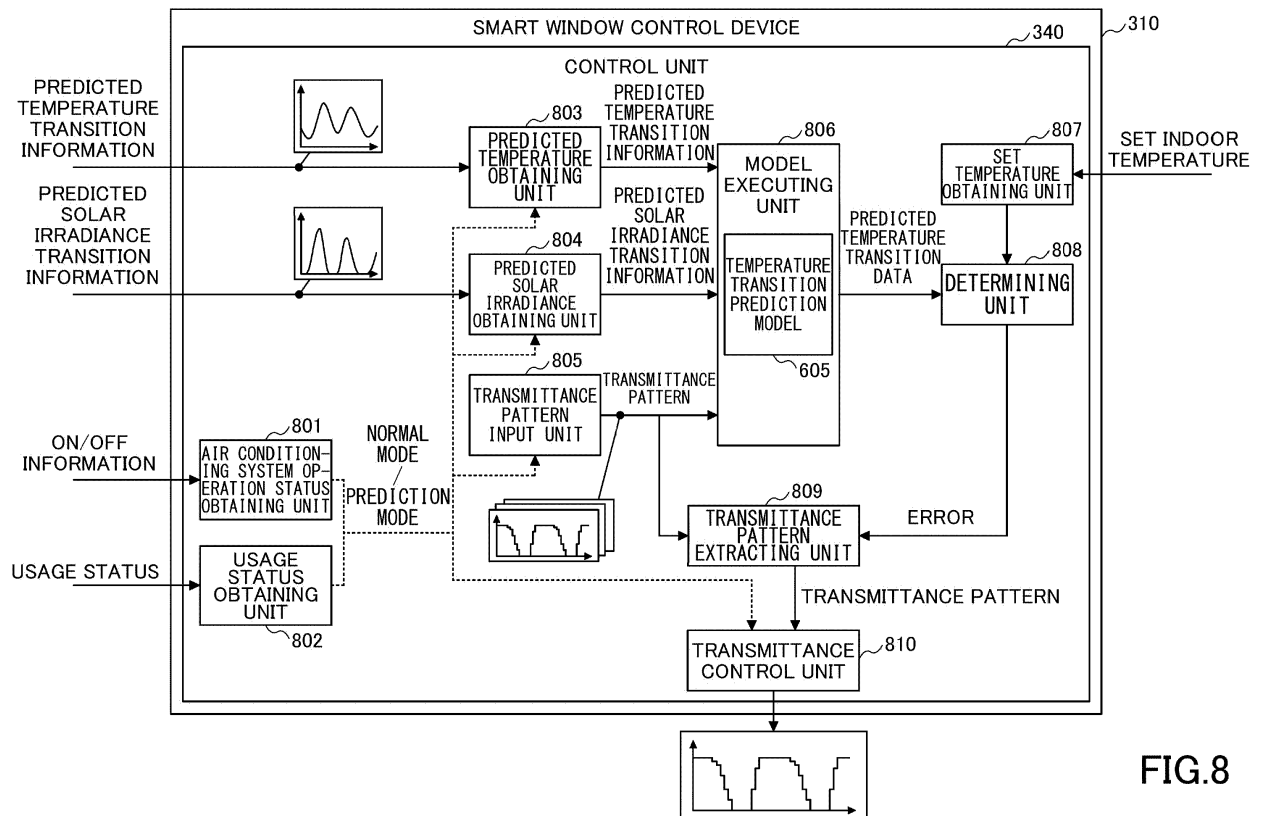 SMART WINDOW CONTROL DEVICE
310
340
CONTROL UNIT
PREDICTED
TEMPERATURE
TRANSITION
INFORMATION
803
PREDICTED
TEMPERATURE
OBTAINING
UNIT
PREDICTED
TEMPERATURE
TRANSITION
INFORMATION
806
MODEL
EXECUTING
UNIT
807
SET
TEMPERATURE
OBTAINING UNIT
SET INDOOR
TEMPERATURE
PREDICTED
SOLAR
IRRADIANCE
TRANSITION
INFORMATION
804
PREDICTED
SOLAR
IRRADIANCE
OBTAINING UNIT
PREDICTED
SOLAR
IRRADIANCE
TRANSITION
INFORMATION
TEMPERATURE
TRANSITION
PREDICTION
MODEL
605
PREDICTED
TEMPERATURE
TRANSITION
DATA
808
DETERMINING
UNIT
805
TRANSMITTANCE
PATTERN
INPUT UNIT
TRANSMITTANCE
PATTERN
ON/OFF
INFORMATION
801
AIR CONDITION-
ING SYSTEM OP-
ERATION STATUS
OBTAINING UNIT
NORMAL
MODE
PREDICTION
MODE
USAGE STATUS
USAGE
STATUS
OBTAINING
UNIT
802
809
TRANSMITTANCE
PATTERN
EXTRACTING UNIT
ERROR
TRANSMITTANCE PATTERN
TRANSMITTANCE
CONTROL UNIT
810
FIG.8